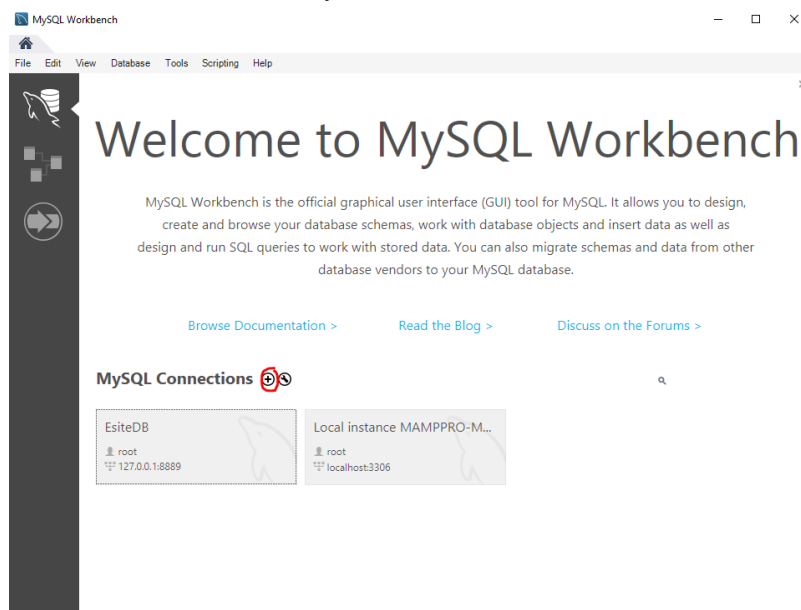 MySQL Workbench
File Edit View Database Tools Scripting Help
Welcome to MySQL Workbench
MySQL Workbench is the official graphical user interface (GUI) tool for MySQL. It allows you to design,
create and browse your database schemas, work with database objects and insert data as well as
design and run SQL queries to work with stored data. You can also migrate schemas and data from other
database vendors to your MySQL database.
Browse Documentation > Read the Blog > Discuss on the Forums >
MySQL Connections
EsiteDB
root
127.0.0.1:8889
Local instance MAMPPRO-M...
root
localhost:3306